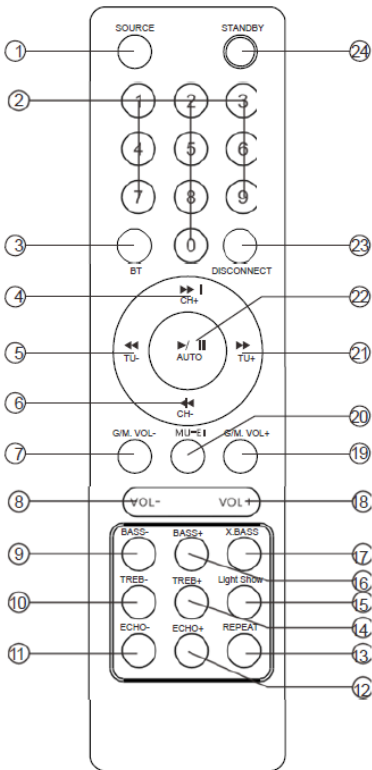 SOURCE STANDBY
1 24
2 1 2 3
4 5 6
7 8 9
3 0 23
BT DISCONNECT
4 ▶▶❙ 22
CH+
5 ◀◀ ▶/❙❙ ▶▶ 21
TU- AUTO TU+
6 ◀◀
CH- 20
G/M. VOL- G/M. VOL+
7 19
8 VOL- VOL+ 18
BASS- BASS+ X.BASS
9 17
16
TREB- TREB+ Light Show
10 15
14
ECHO- ECHO+ REPEAT
11 13
12